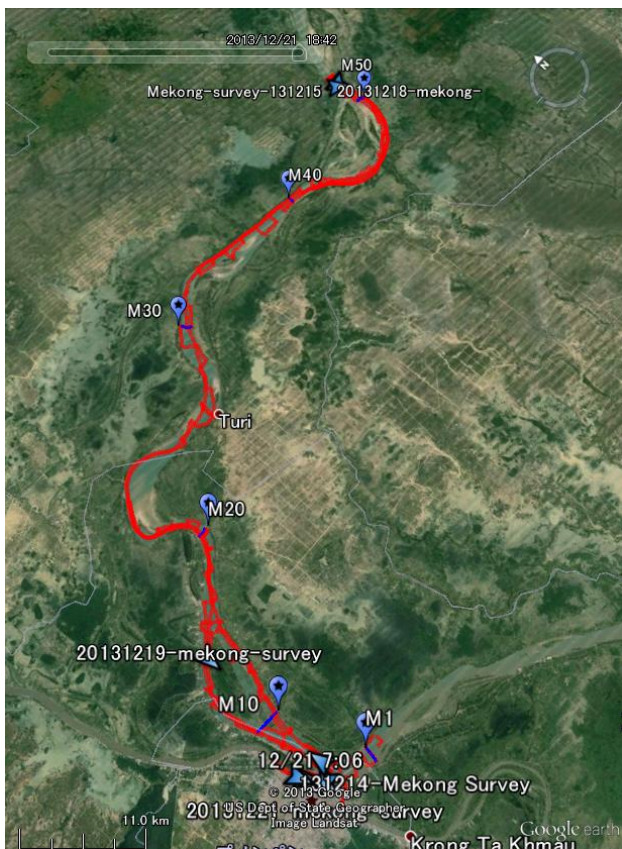 2013/12/21 18:42
N
M50
Mekong-survey-131215 20131218-mekong-
M40
M30
Turi
M20
20131219-mekong-survey
M10
M1
12/21 7:06
131214-Mekong Survey
© 2013 Google
US Dept of State Geographer
mekong-survey
Image Landsat
11.0 km
Google earth
Krong Ta Khmau